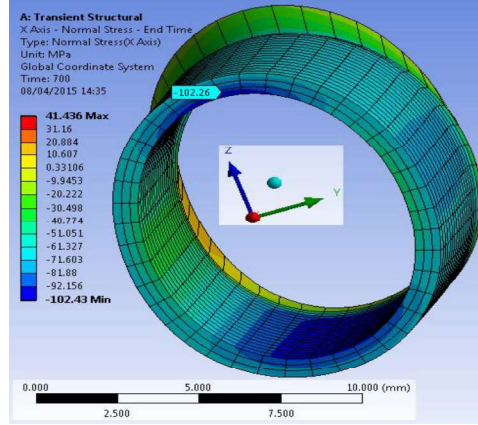 A: Transient Structural
X Axis - Normal Stress - End Time
Type: Normal Stress(X Axis)
Unit: MPa
Global Coordinate System
Time: 700
08/04/2015 14:35
-102.26
41.436 Max
31.16
20.884
10.607
0.33106
-9.9453
-20.222
-30.498
-40.774
-51.051
-61.327
-71.603
-81.88
-92.156
-102.43 Min
Z
Y
0.000 5.000 10.000 (mm)
2.500 7.500